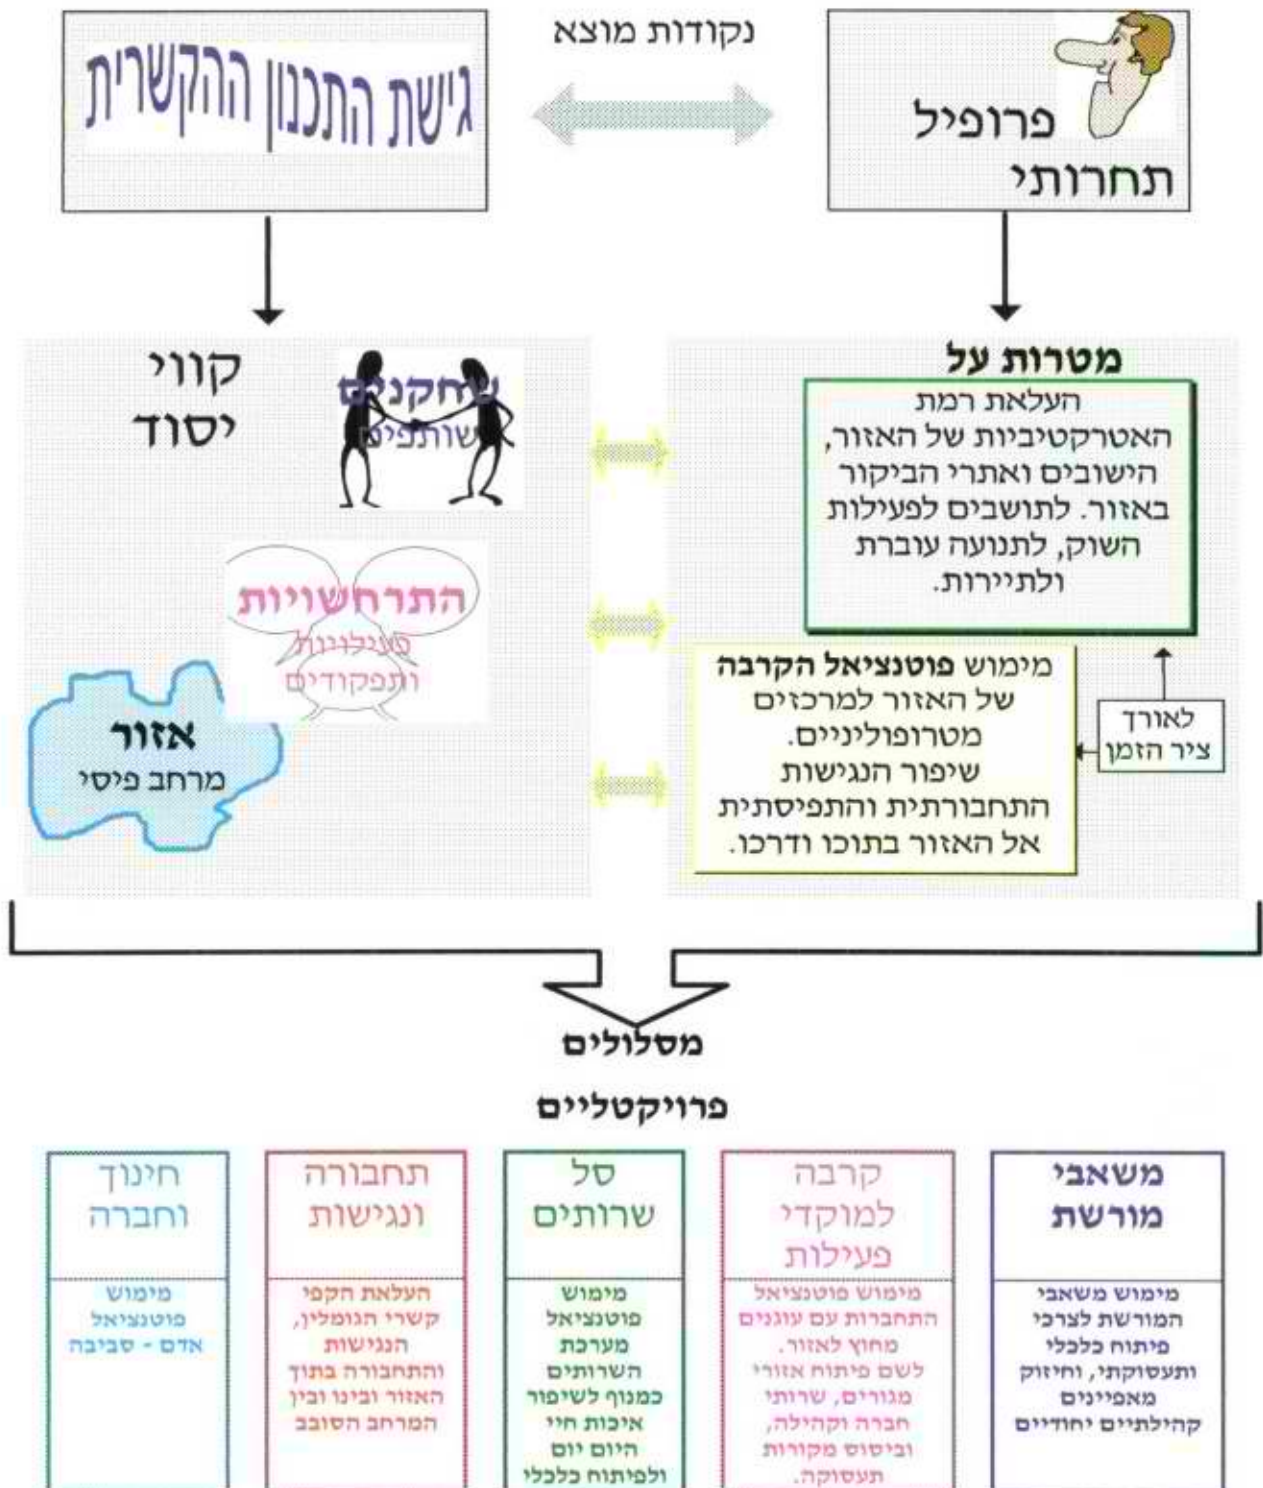 נקודות מוצא
פרופיל
תחרותי
גישת התכנון ההקשרית
מטרות על
העלאת רמת
האטרקטיביות של האזור,
הישובים ואתרי הביקור
באזור. לתושבים לפעילות
השוק, לתנועה עוברת
ולתיירות.
מימוש פוטנציאל הקרבה
של האזור למרכזים
מטרופוליניים.
שיפור הנגישות
התחבורתית והתפיסתית
אל האזור בתוכו ודרכו.
לאורך
ציר הזמן
קווי
יסוד
שחקנים
שותפים
התרחשויות
פעילויות
ותפקודים
אזור
מרחב פיסי
מסלולים
פרויקטליים
משאבי
מורשת
מימוש משאבי
המורשת לצרכי
פיתוח כלכלי
ותעסוקתי, וחיזוק
מאפיינים
קהילתיים יחודיים
קרבה
למוקדי
פעילות
מימוש פוטנציאל
התחברות עם עוגנים
מחוץ לאזור.
לשם פיתוח אזורי
מגורים, שרותי
חברה וקהילה,
וביסוס מקורות
תעסוקה.
סל
שרותים
מימוש
פוטנציאל
מערכת
השרותים
כמנוף לשיפור
איכות חיי
היום יום
ולפיתוח כלכלי
תחבורה
ונגישות
העלאת הקפי
קשרי הגומלין,
הנגישות
והתחבורה בתוך
האזור ובינו ובין
המרחב הסובב
חינוך
וחברה
מימוש
פוטנציאל
אדם - סביבה